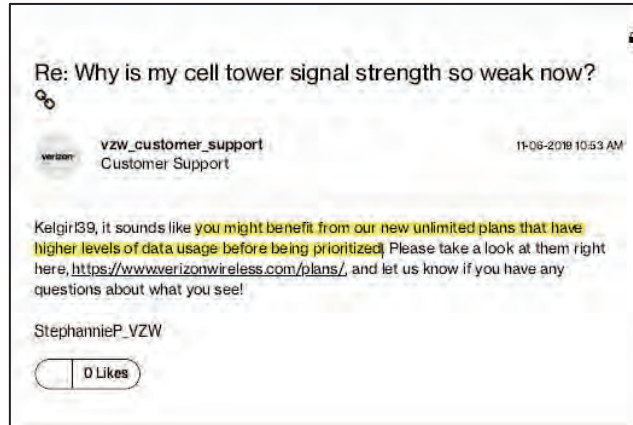 Re: Why is my cell tower signal strength so weak now?
vzw_customer_support
11-06-2019 10:53 AM
verizon
Customer Support
Kelgirl39, it sounds like you might benefit from our new unlimited plans that have
higher levels of data usage before being prioritized. Please take a look at them right
here, https://www.verizonwireless.com/plans/, and let us know if you have any
questions about what you see!
StephannieP_VZW
0 Likes